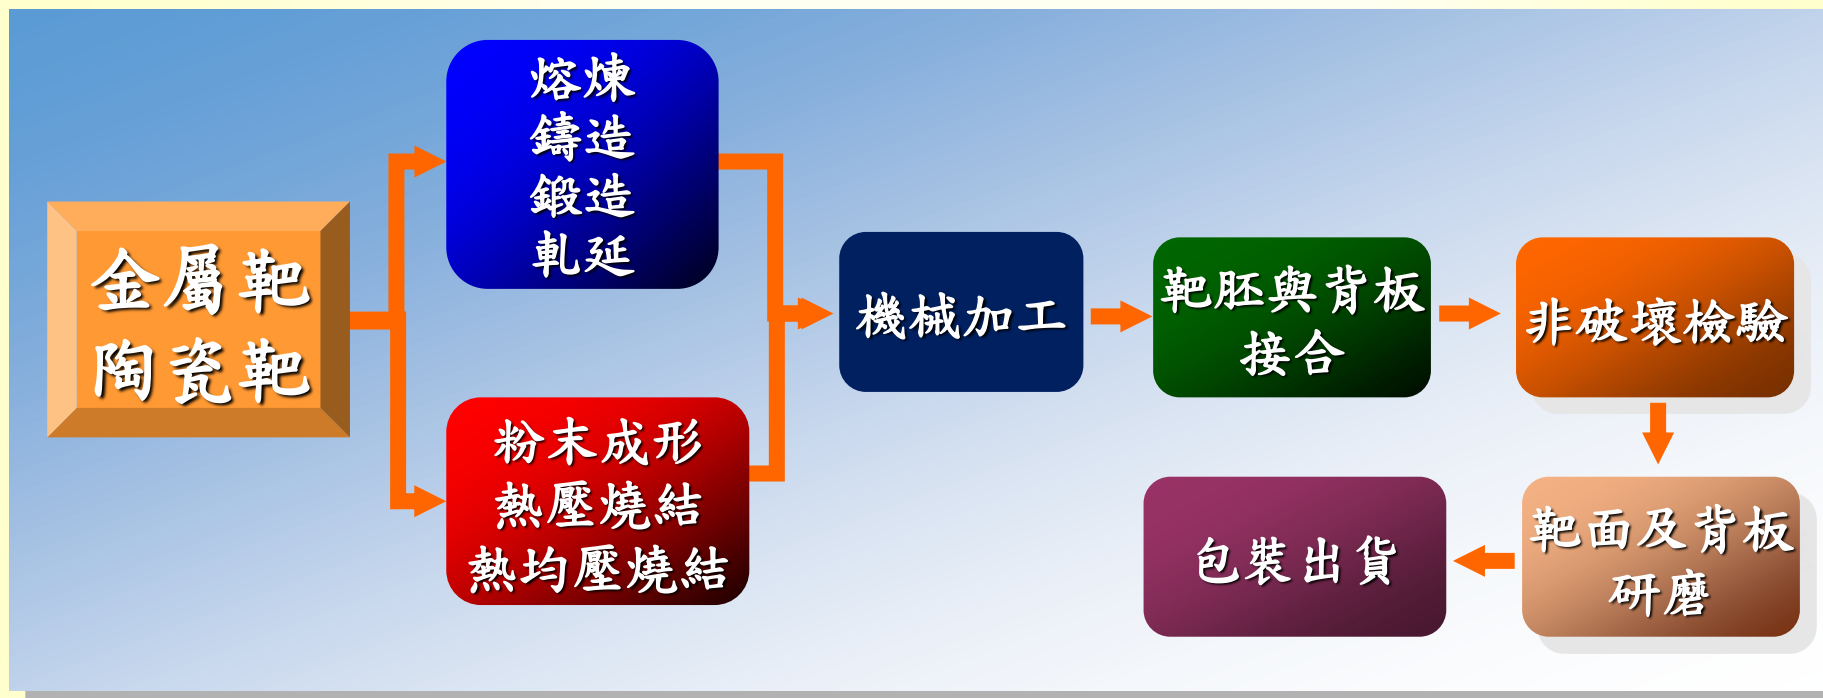 金屬靶
陶瓷靶
熔煉
鑄造
鍛造
軋延
粉末成形
熱壓燒結
熱均壓燒結
機械加工
靶胚與背板
接合
非破壞檢驗
靶面及背板
研磨
包裝出貨